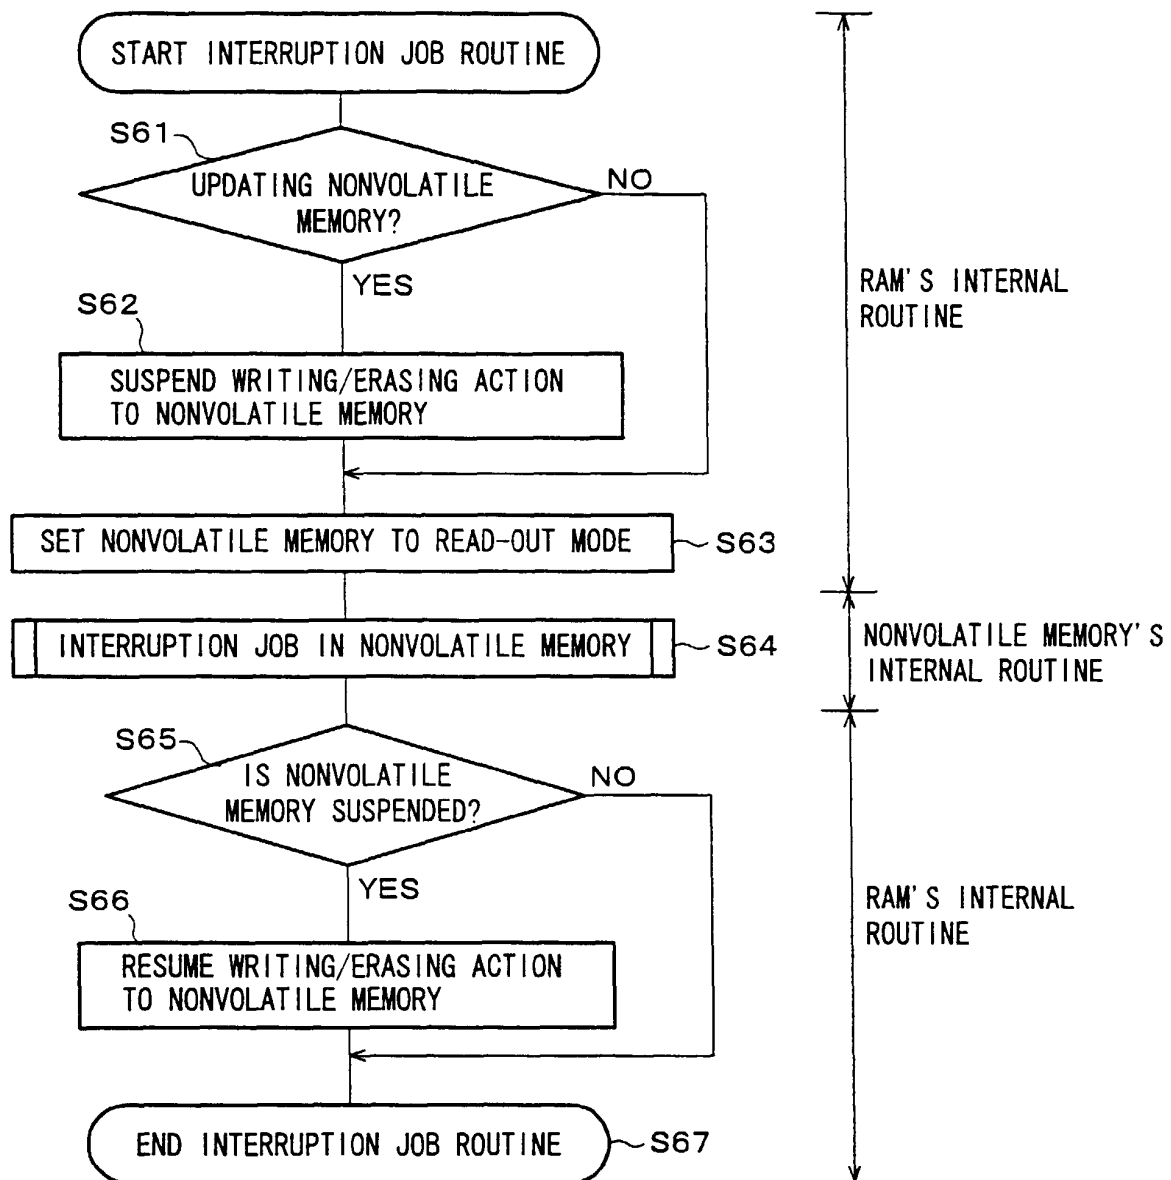 START INTERRUPTION JOB ROUTINE
S61
UPDATING NONVOLATILE
MEMORY?
NO
YES
RAM'S INTERNAL
ROUTINE
S62
SUSPEND WRITING/ERASING ACTION
TO NONVOLATILE MEMORY
SET NONVOLATILE MEMORY TO READ-OUT MODE
S63
INTERRUPTION JOB IN NONVOLATILE MEMORY
S64
NONVOLATILE MEMORY'S
INTERNAL ROUTINE
S65
IS NONVOLATILE
MEMORY SUSPENDED?
NO
YES
S66
RESUME WRITING/ERASING ACTION
TO NONVOLATILE MEMORY
RAM'S INTERNAL
ROUTINE
END INTERRUPTION JOB ROUTINE
S67